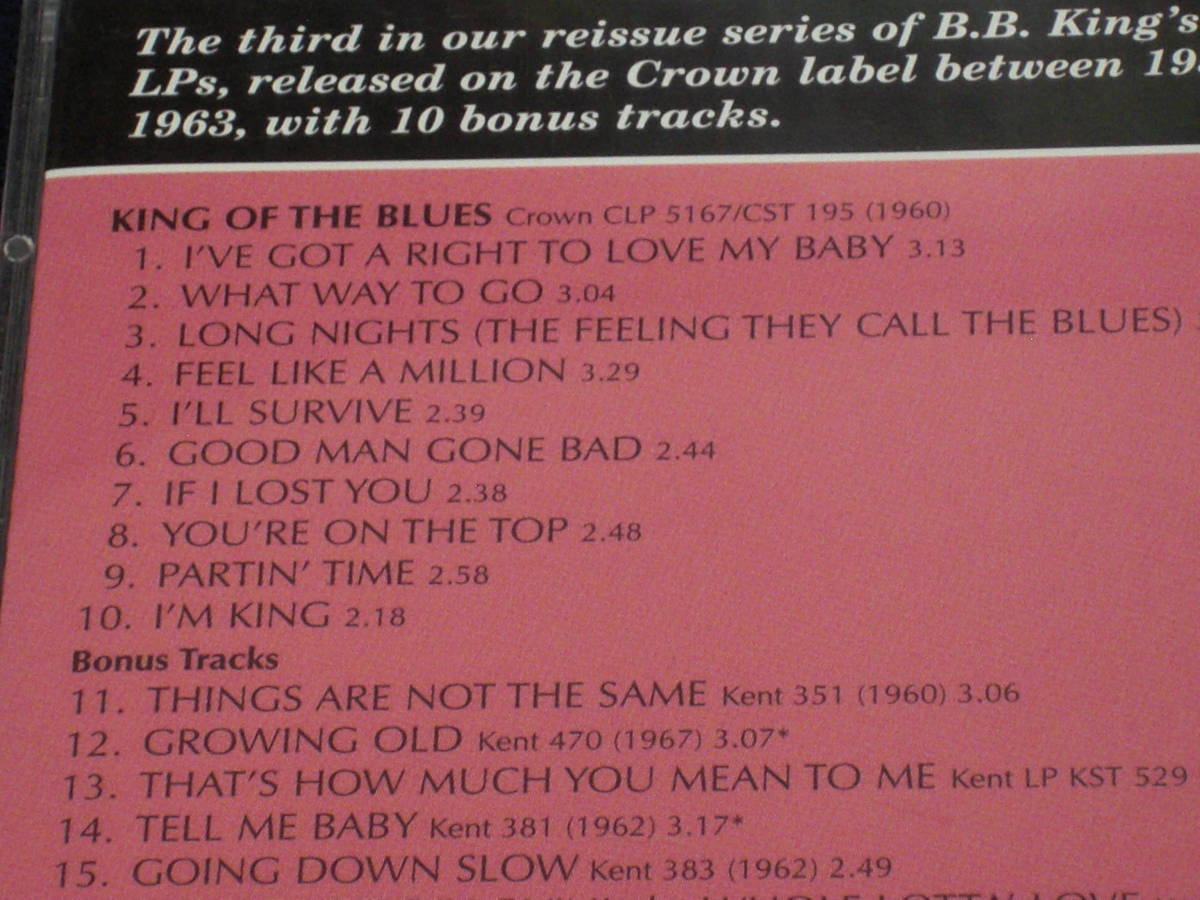 The third in our reissue series of B.B. King's
LPs, released on the Crown label between
1963, with 10 bonus tracks.
KING OF THE BLUES Crown CLP 5167/CST 195 (1960)
1. I'VE GOT A RIGHT TO LOVE MY BABY 3.13
2. WHAT WAY TO GO 3.04
3. LONG NIGHTS (THE FEELING THEY CALL THE BLUES)
4. FEEL LIKE A MILLION 3.29
5. I'LL SURVIVE 2.39
6. GOOD MAN GONE BAD 2.44
7. IF I LOST YOU 2.38
8. YOU'RE ON THE TOP 2.48
9. PARTIN' TIME 2.58
10. I'M KING 2.18
Bonus Tracks
11. THINGS ARE NOT THE SAME Kent 351 (1960) 3.06
12. GROWING OLD Kent 470 (1967) 3.07*
13. THAT'S HOW MUCH YOU MEAN TO ME Kent LP KST 529
14. TELL ME BABY Kent 381 (1962) 3.17*
15. GOING DOWN SLOW Kent 383 (1962) 2.49